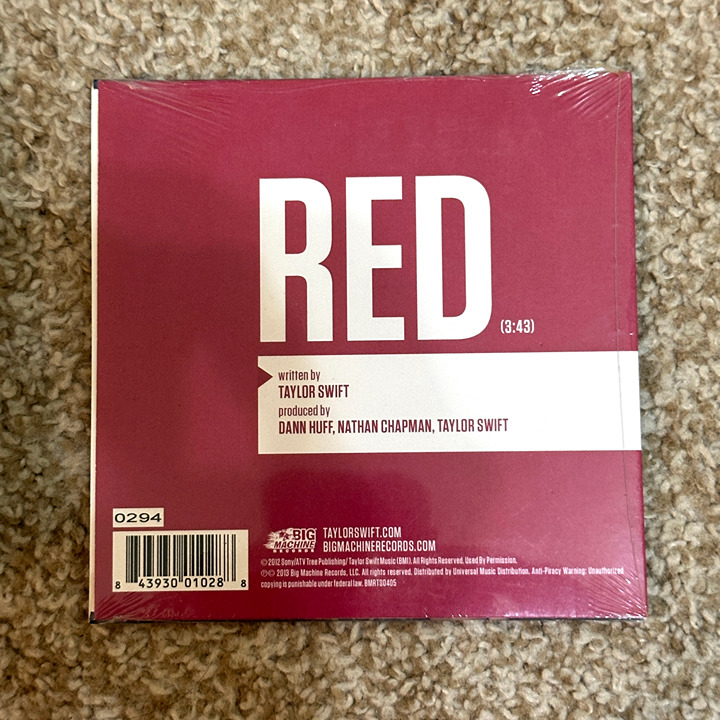 RED
(3:43)
written by
TAYLOR SWIFT
produced by
DANN HUFF, NATHAN CHAPMAN, TAYLOR SWIFT
0294
8 43930 01028 8
BIG
MACHINE
RECORDS
TAYLORSWIFT.COM
BIGMACHINERECORDS.COM
©2012 Sony/ATV Tree Publishing/ Taylor Swift Music (BMI). All Rights Reserved. Used By Permission.
℗© 2013 Big Machine Records, LLC. All rights reserved. Distributed by Universal Music Distribution. Anti-Piracy Warning: Unauthorized
copying is punishable under federal law. BMRTS0405